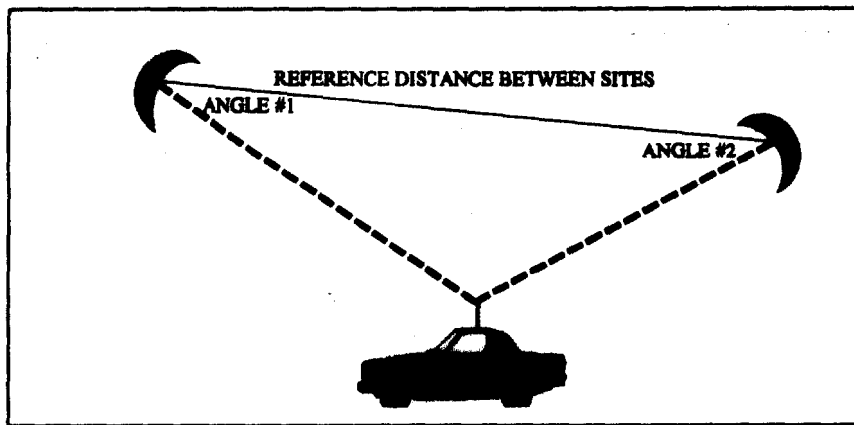 REFERENCE DISTANCE BETWEEN SITES
ANGLE #1
ANGLE #2